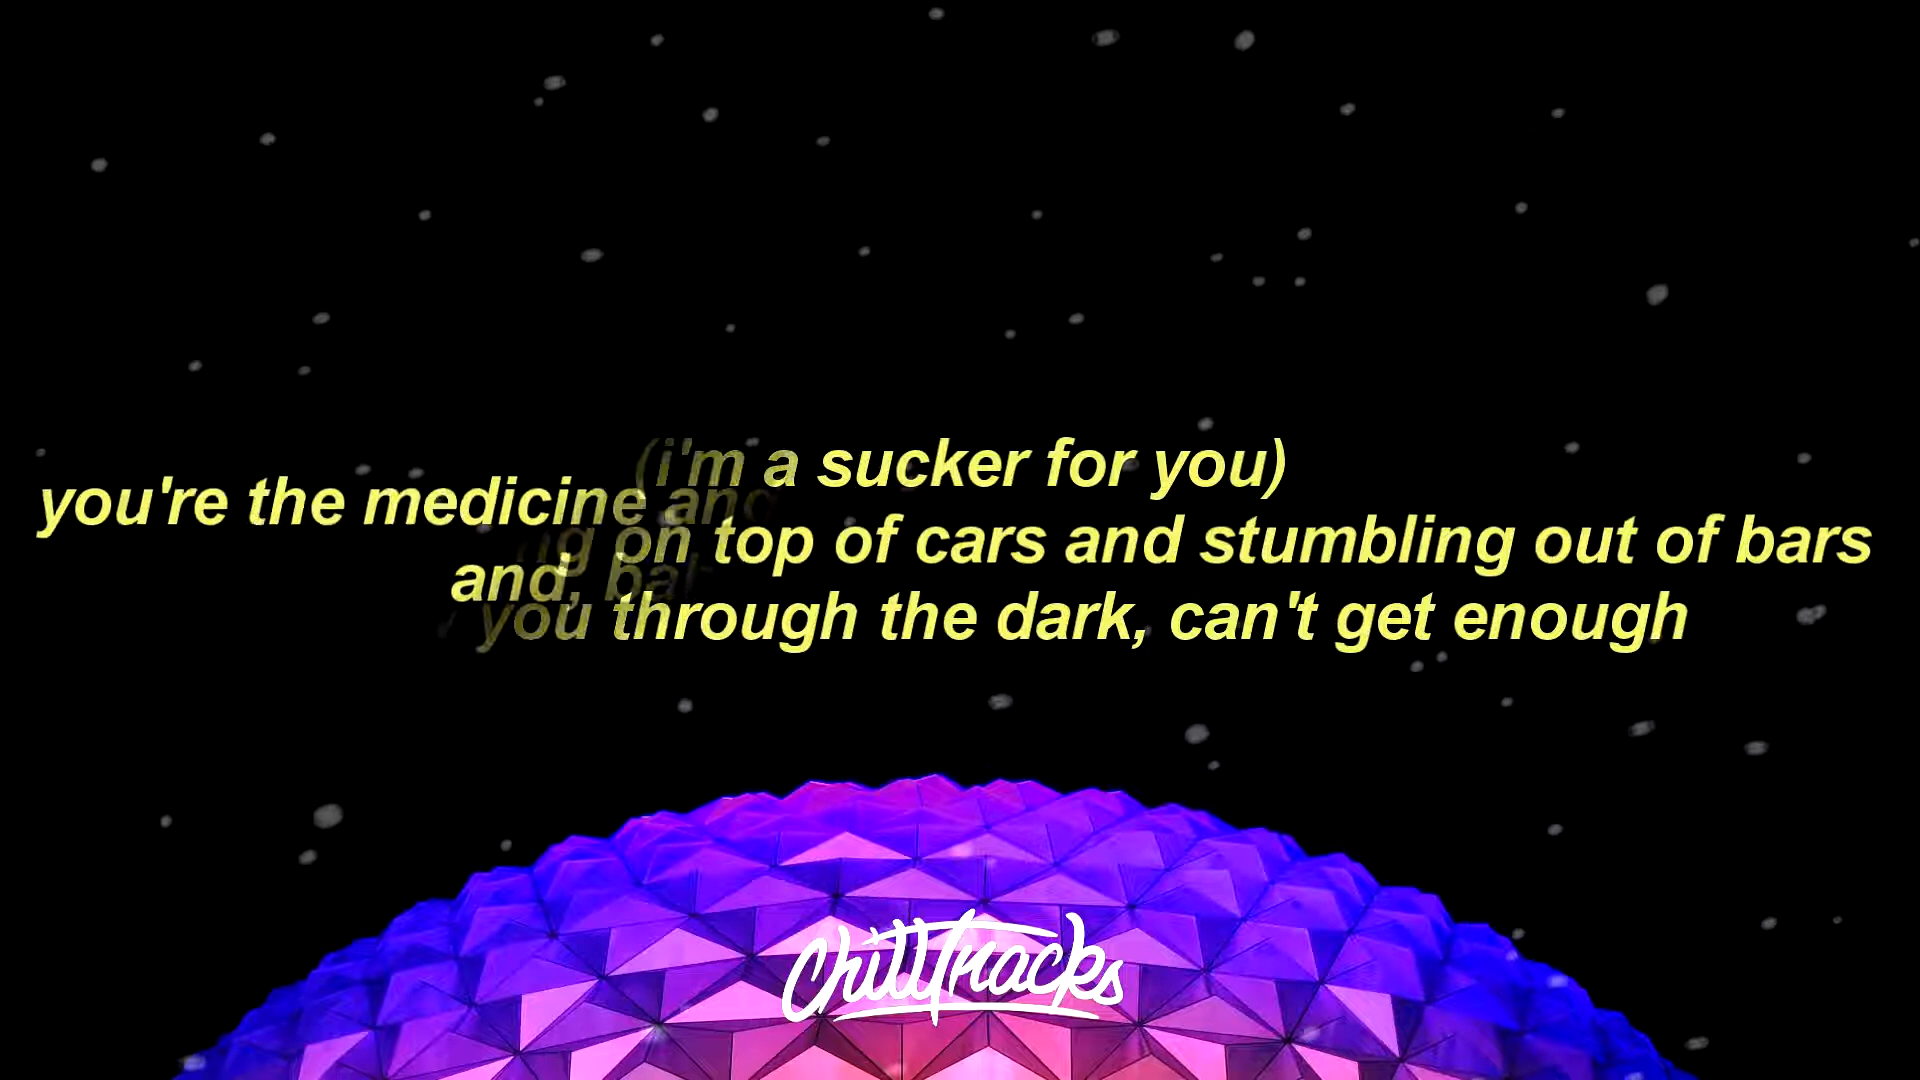 (i'm a sucker for you)
you're the medicine and
on top of cars and stumbling out of bars
and,
you through the dark, can't get enough
ChillTracks